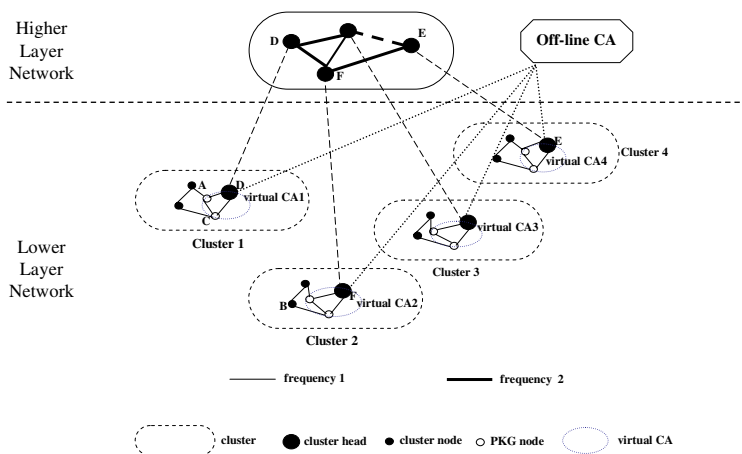 Higher
Layer
Network
D
E
F
Off-line CA
E
virtual CA4
Cluster 4
A
D
virtual CA1
C
Cluster 1
virtual CA3
Cluster 3
Lower
Layer
Network
F
virtual CA2
B
Cluster 2
frequency 1
frequency 2
cluster
cluster head
cluster node
PKG node
virtual CA